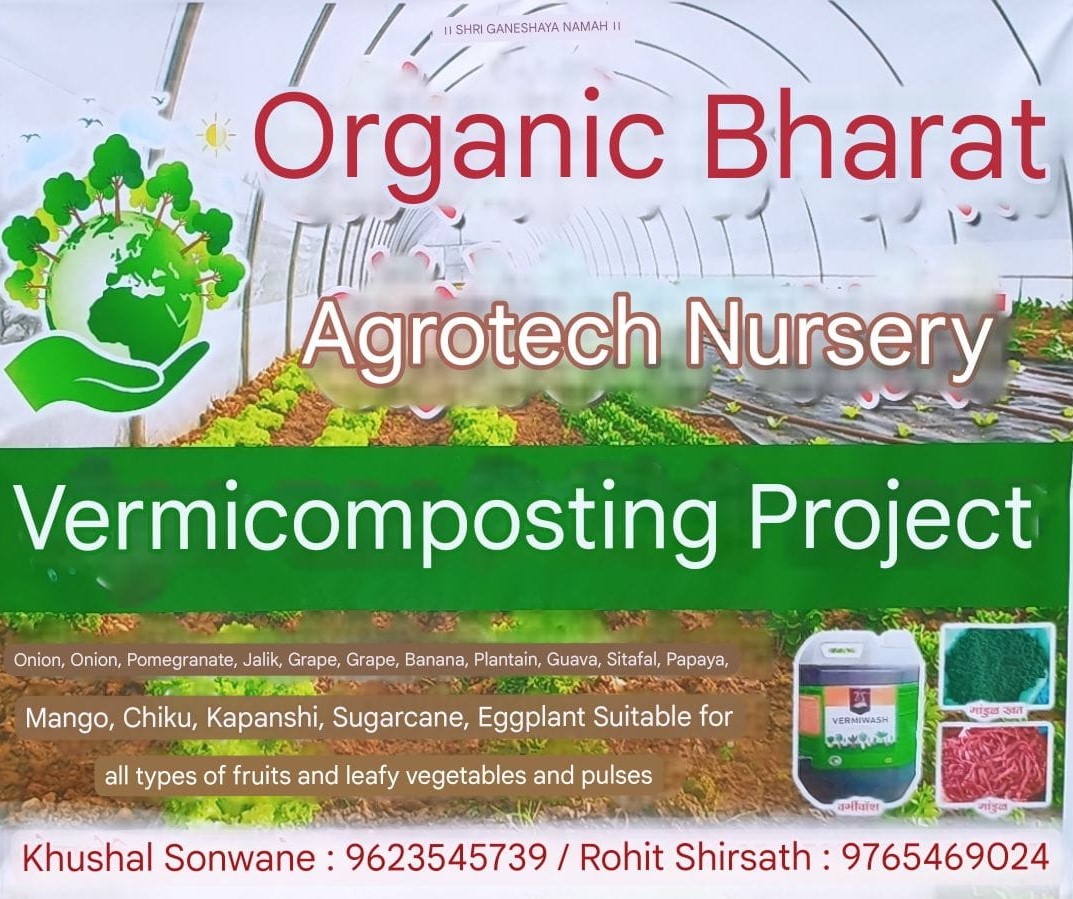 ॥ SHRI GANESHAYA NAMAH ॥
Organic Bharat
Agrotech Nursery
Vermicomposting Project
Onion, Onion, Pomegranate, Jalik, Grape, Grape, Banana, Plantain, Guava, Sitafal, Papaya,
Mango, Chiku, Kapanshi, Sugarcane, Eggplant Suitable for
all types of fruits and leafy vegetables and pulses
VERMIWASH
गांडुळ खत
वर्मीवॉश
गांडुळ
Khushal Sonwane : 9623545739 / Rohit Shirsath : 9765469024